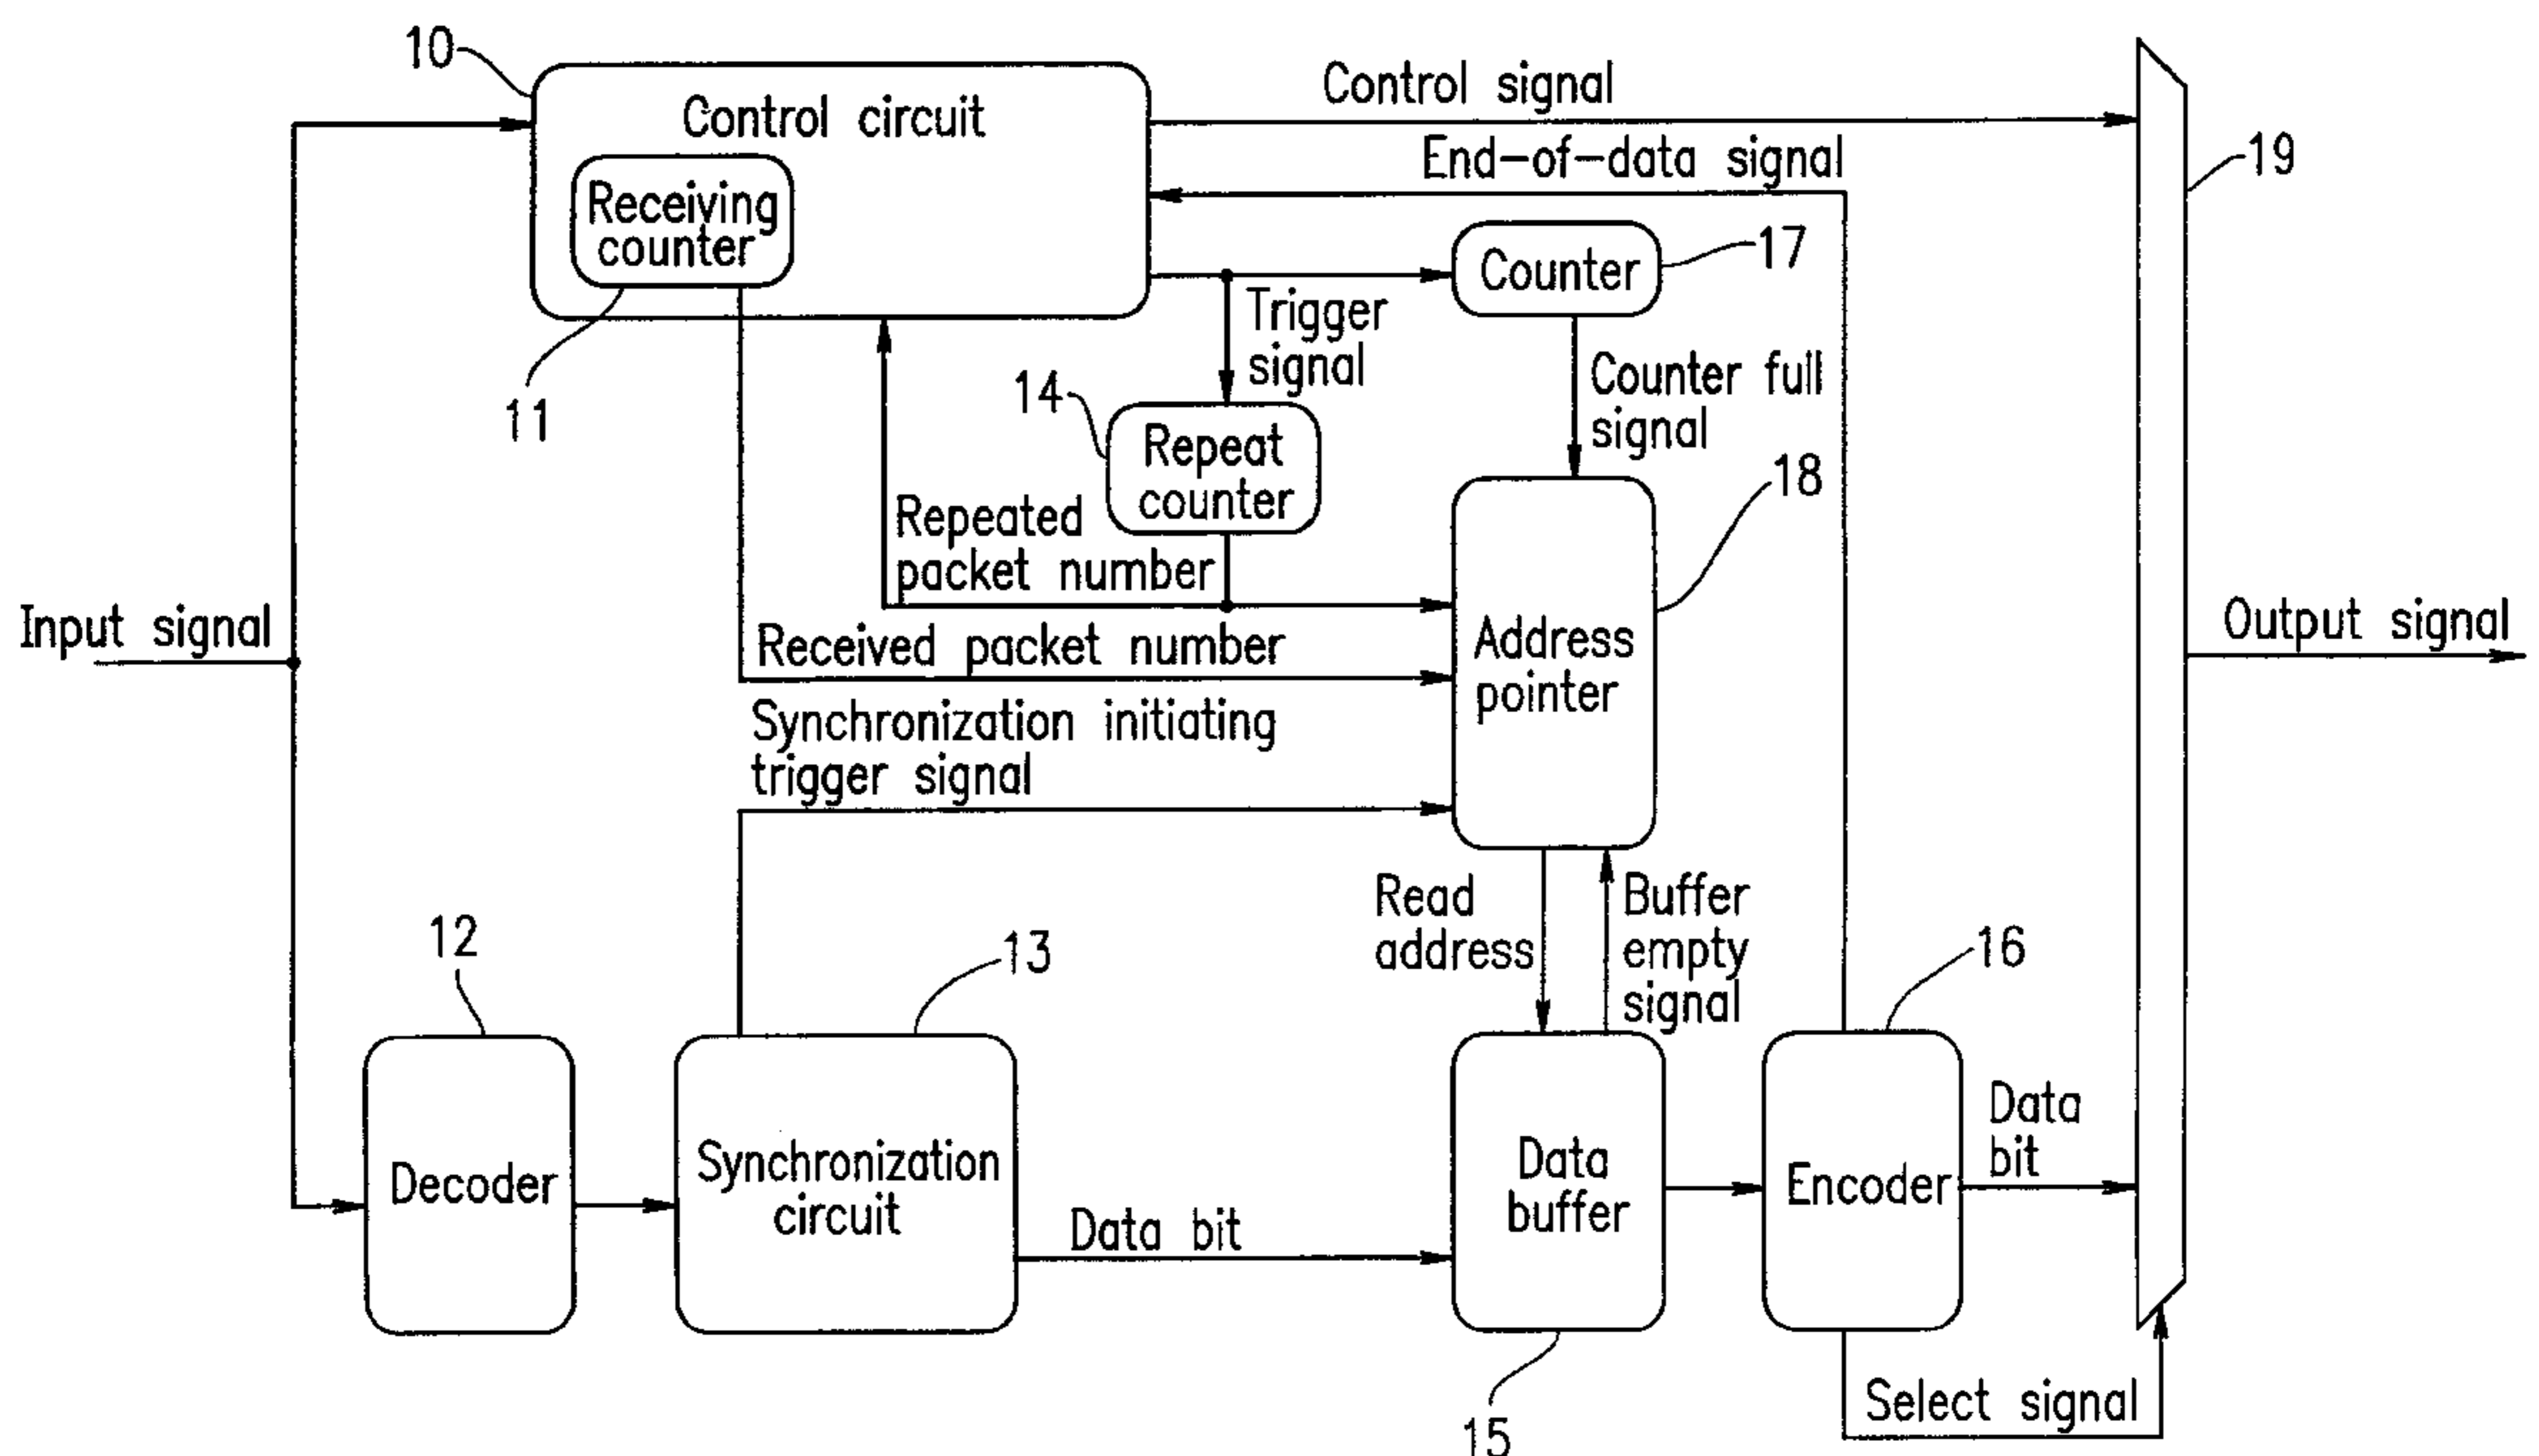 10
Control circuit
Receiving
counter
11
Control signal
End-of-data signal
19
Counter
17
Trigger
signal
Counter full
signal
14
Repeat
counter
18
Repeated
packet number
Input signal
Received packet number
Address
pointer
Output signal
Synchronization initiating
trigger signal
Read
address
Buffer
empty
signal
12
13
16
Decoder
Synchronization
circuit
Data bit
Data
buffer
Encoder
Data
bit
15
Select signal